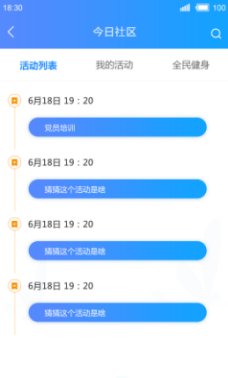 18:30
100
今日社区
活动列表 我的活动 全民健身
6月18日 19：20
党员培训
6月18日 19：20
猜猜这个活动是啥
6月18日 19：20
猜猜这个活动是啥
6月18日 19：20
猜猜这个活动是啥